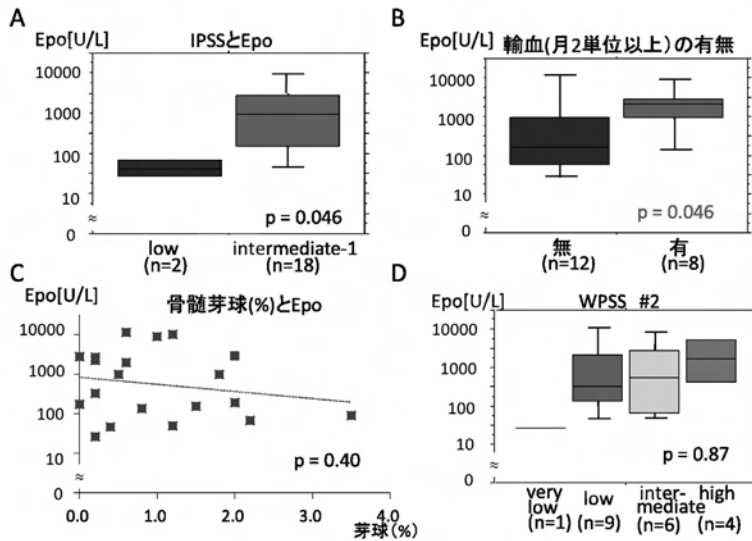 A
Epo[U/L]
IPSSとEpo
10000
1000
100
10
≈
0
p = 0.046
low
(n=2)
intermediate-1
(n=18)
B
輸血(月2単位以上)の有無
Epo[U/L]
10000
1000
100
10
≈
0
p = 0.046
無
(n=12)
有
(n=8)
C
Epo[U/L]
骨髄芽球(%)とEpo
10000
1000
100
10
≈
0
p = 0.40
0.0
1.0
2.0
3.0
4.0
芽球(%)
D
Epo[U/L]
WPSS #2
10000
1000
100
10
≈
0
p = 0.87
very
low
(n=1)
low
(n=9)
inter-
mediate
(n=6)
high
(n=4)